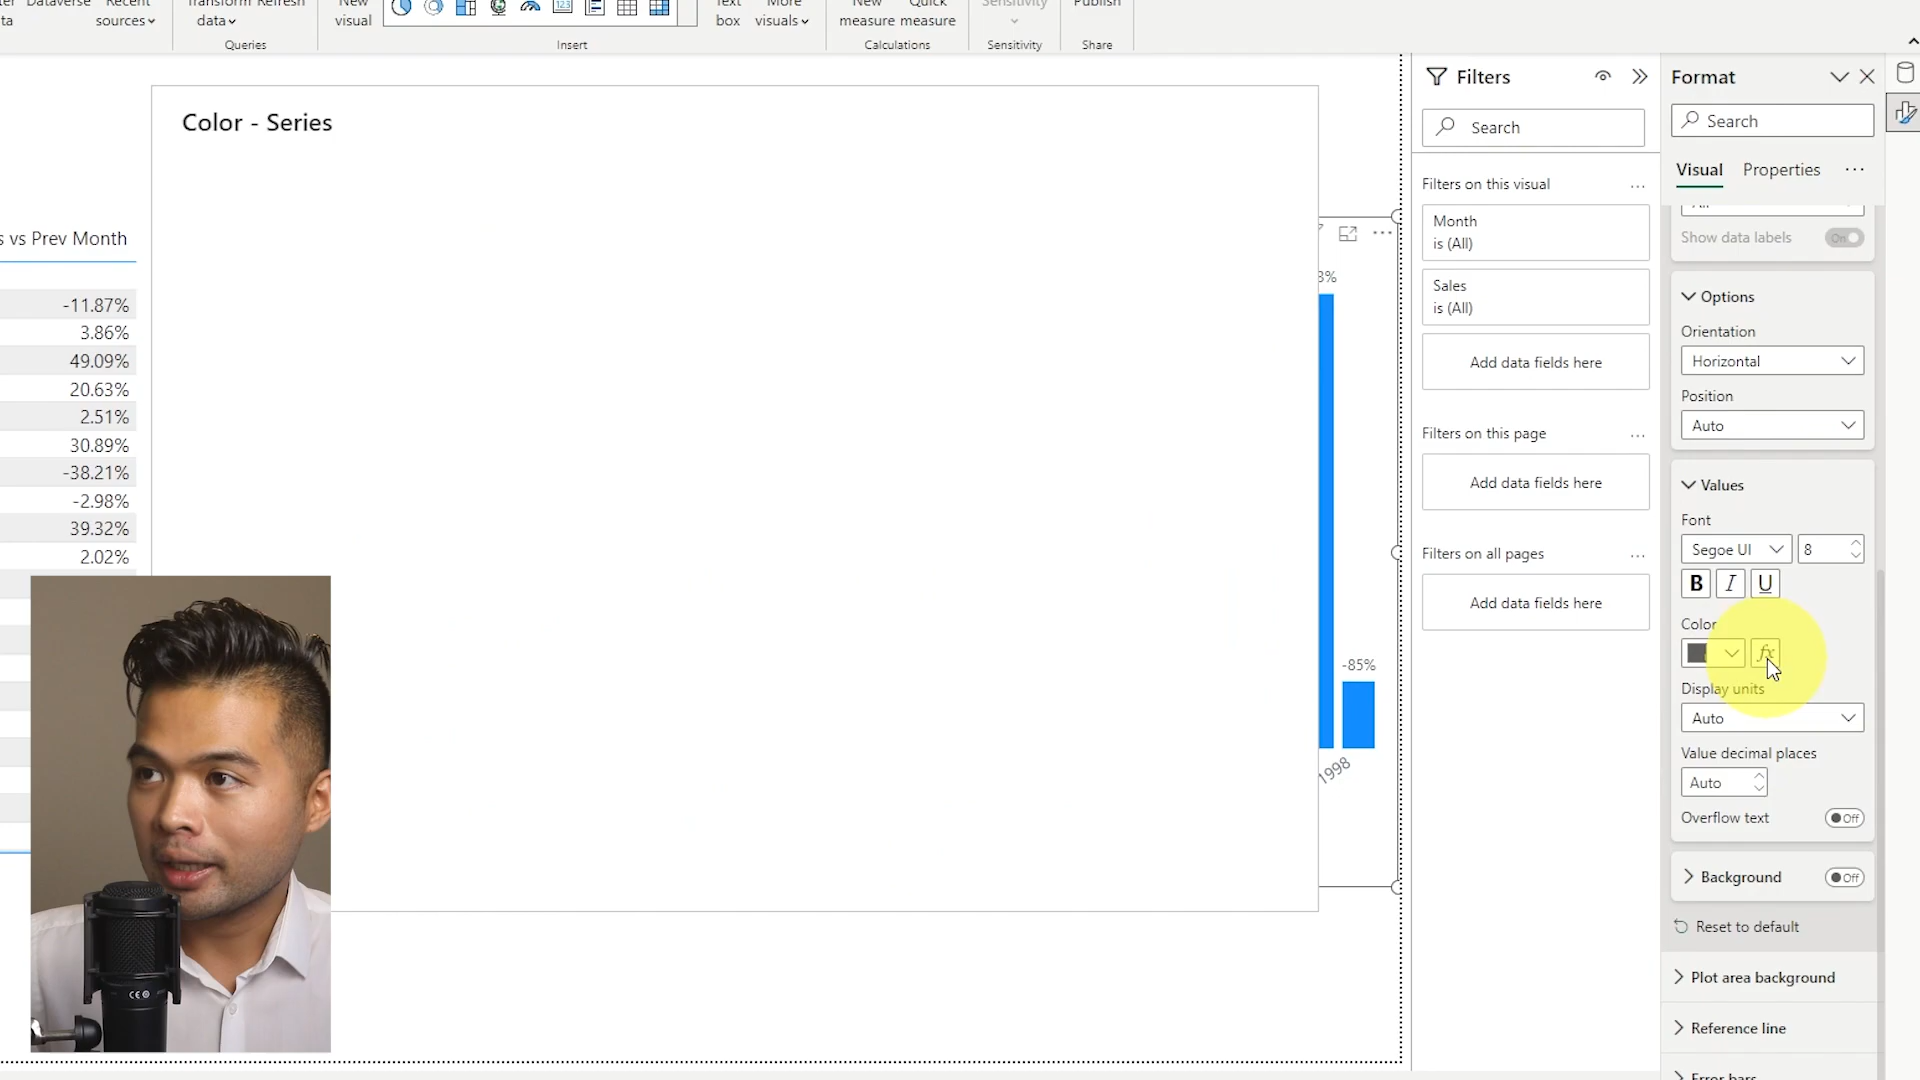 Dataverse
Recent
sources
Transform Refresh
data
Queries
New
visual
Insert
Text
box
More
visuals
New
measure
Quick
measure
Calculations
Sensitivity
Sensitivity
Publish
Share
Color - Series
s vs Prev Month
-11.87%
3.86%
49.09%
20.63%
2.51%
30.89%
-38.21%
-2.98%
39.32%
2.02%
3%
-85%
1998
Filters
Search
Filters on this visual
Month
is (All)
Sales
is (All)
Add data fields here
Filters on this page
Add data fields here
Filters on all pages
Add data fields here
Format
Search
Visual Properties
All
Show data labels On
Options
Orientation
Horizontal
Position
Auto
Values
Font
Segoe UI 8
B I U
Color
fx
Display units
Auto
Value decimal places
Auto
Overflow text Off
Background Off
Reset to default
Plot area background
Reference line
Error bars